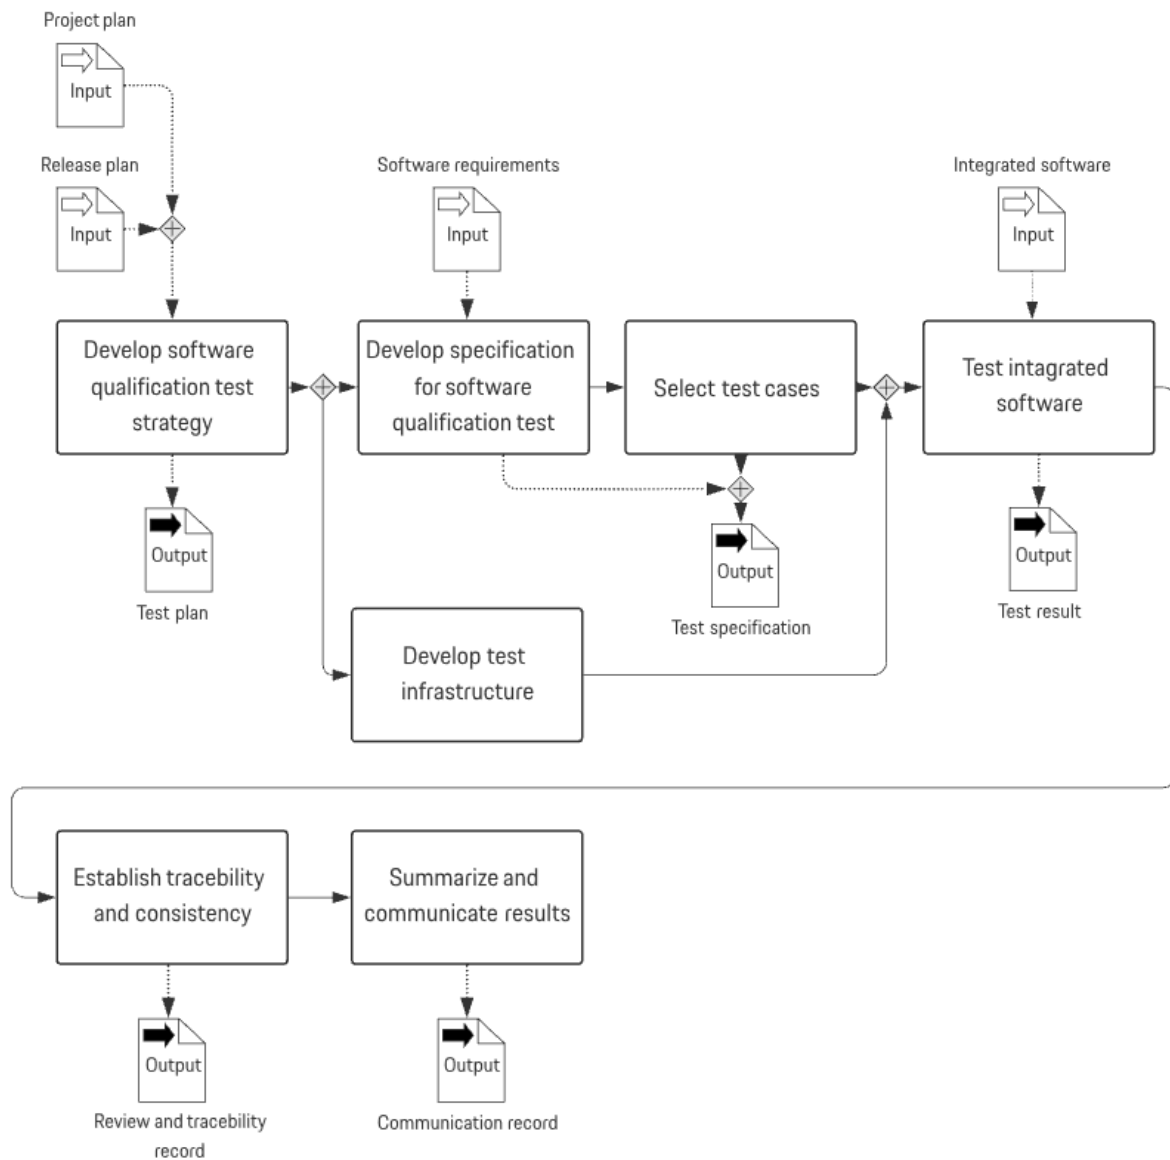 Project plan
Input
Release plan
Input
Software requirements
Input
Integrated software
Input
Develop software
qualification test
strategy
Develop specification
for software
qualification test
Select test cases
Test intagrated
software
Output
Test plan
Output
Test specification
Output
Test result
Develop test
infrastructure
Establish tracebility
and consistency
Summarize and
communicate results
Output
Review and tracebility
record
Output
Communication record